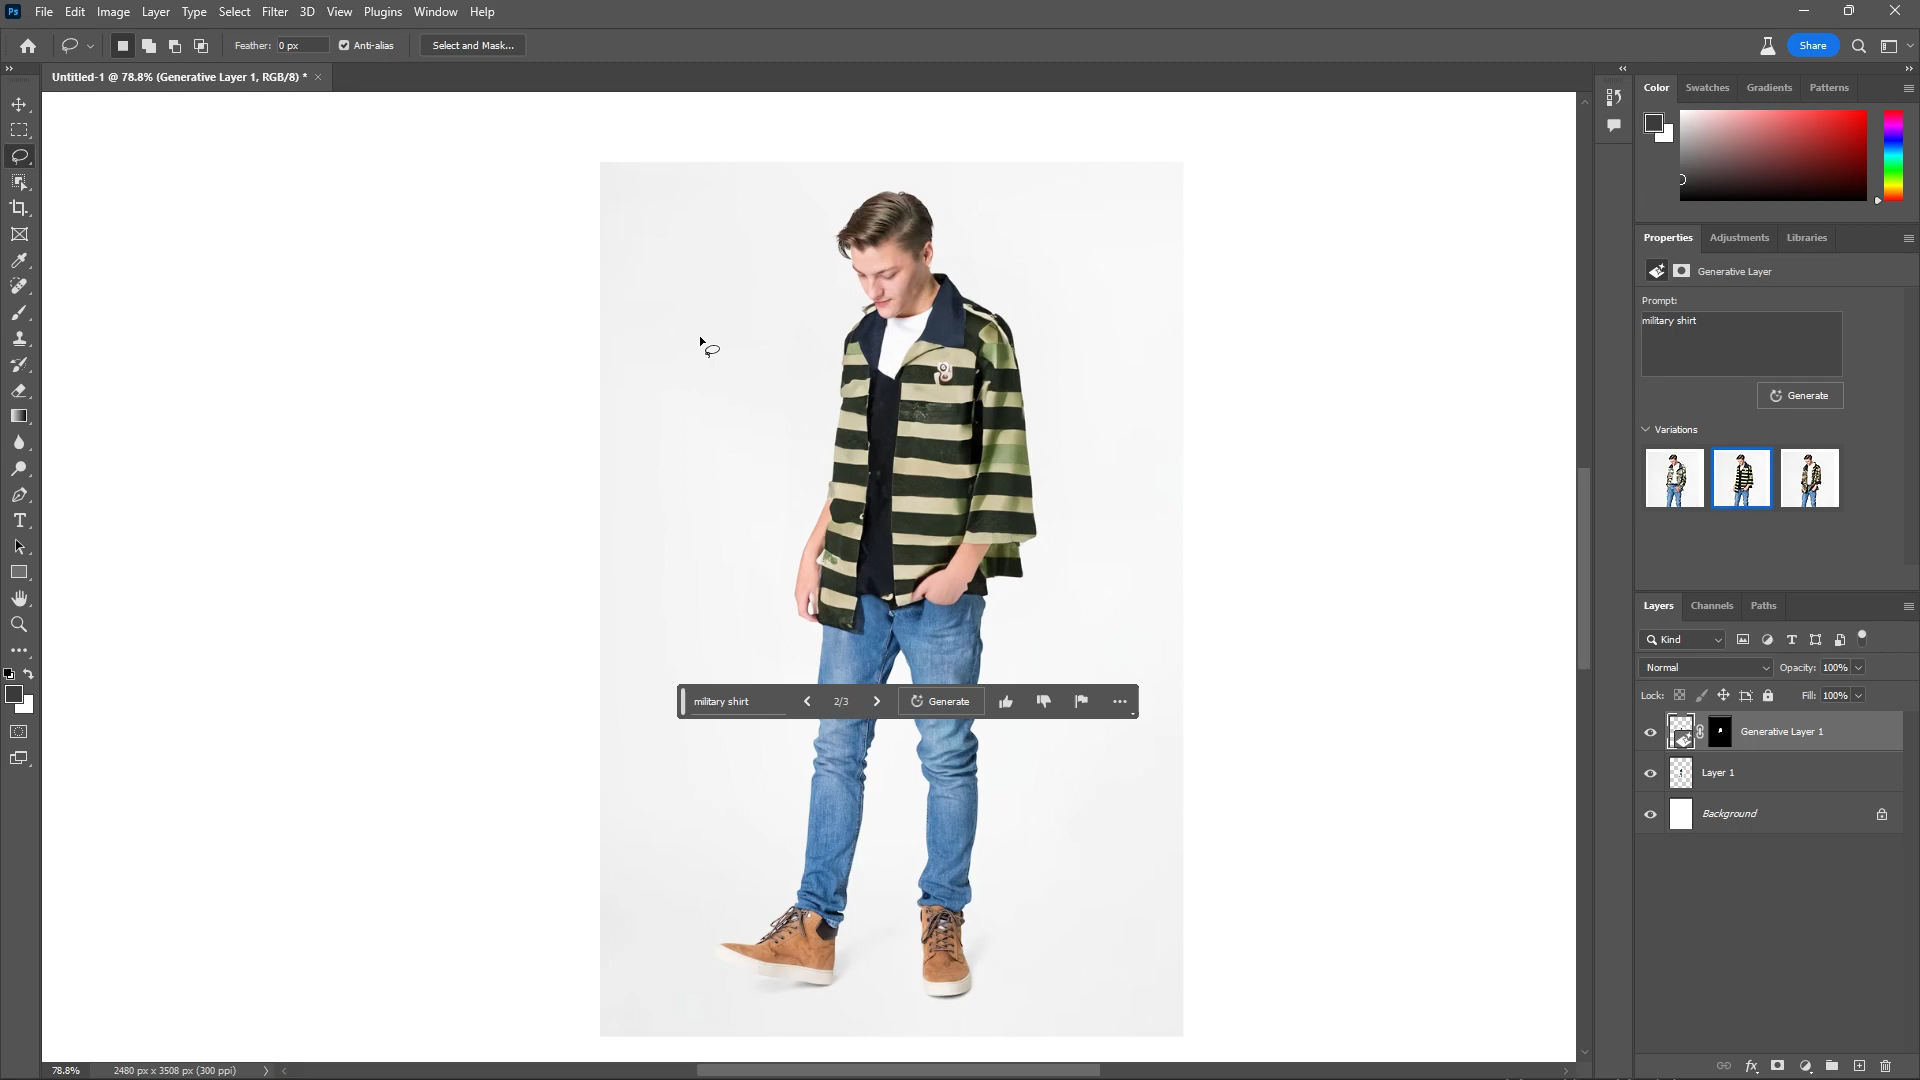 Ps File Edit Image Layer Type Select Filter 3D View Plugins Window Help
Feather: 0 px Anti-alias Select and Mask... Share
Untitled-1 @ 78.8% (Generative Layer 1, RGB/8) *
Color Swatches Gradients Patterns
Properties Adjustments Libraries
Generative Layer
Prompt:
military shirt
Generate
Variations
military shirt 2/3 Generate
Layers Channels Paths
Kind
Normal Opacity: 100%
Lock: Fill: 100%
Generative Layer 1
Layer 1
Background
78.8% 2480 px x 3508 px (300 ppi)